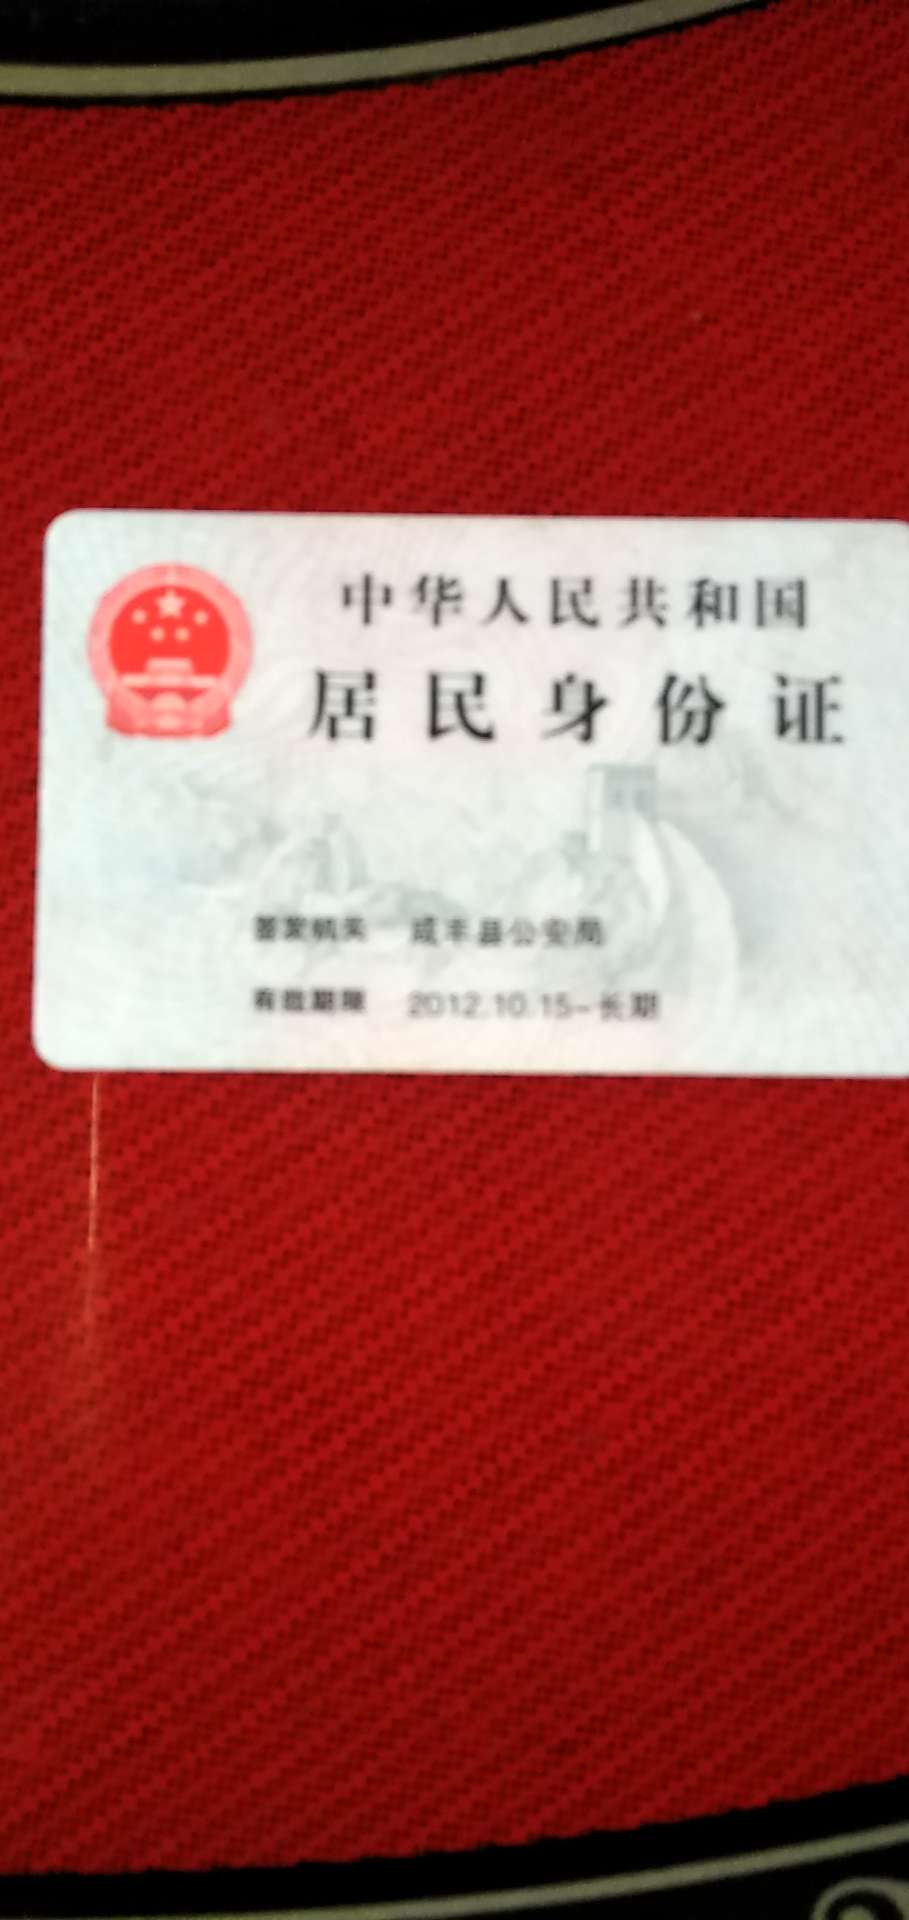 中华人民共和国
居民身份证
签发机关 咸丰县公安局
有效期限 2012.10.15-长期